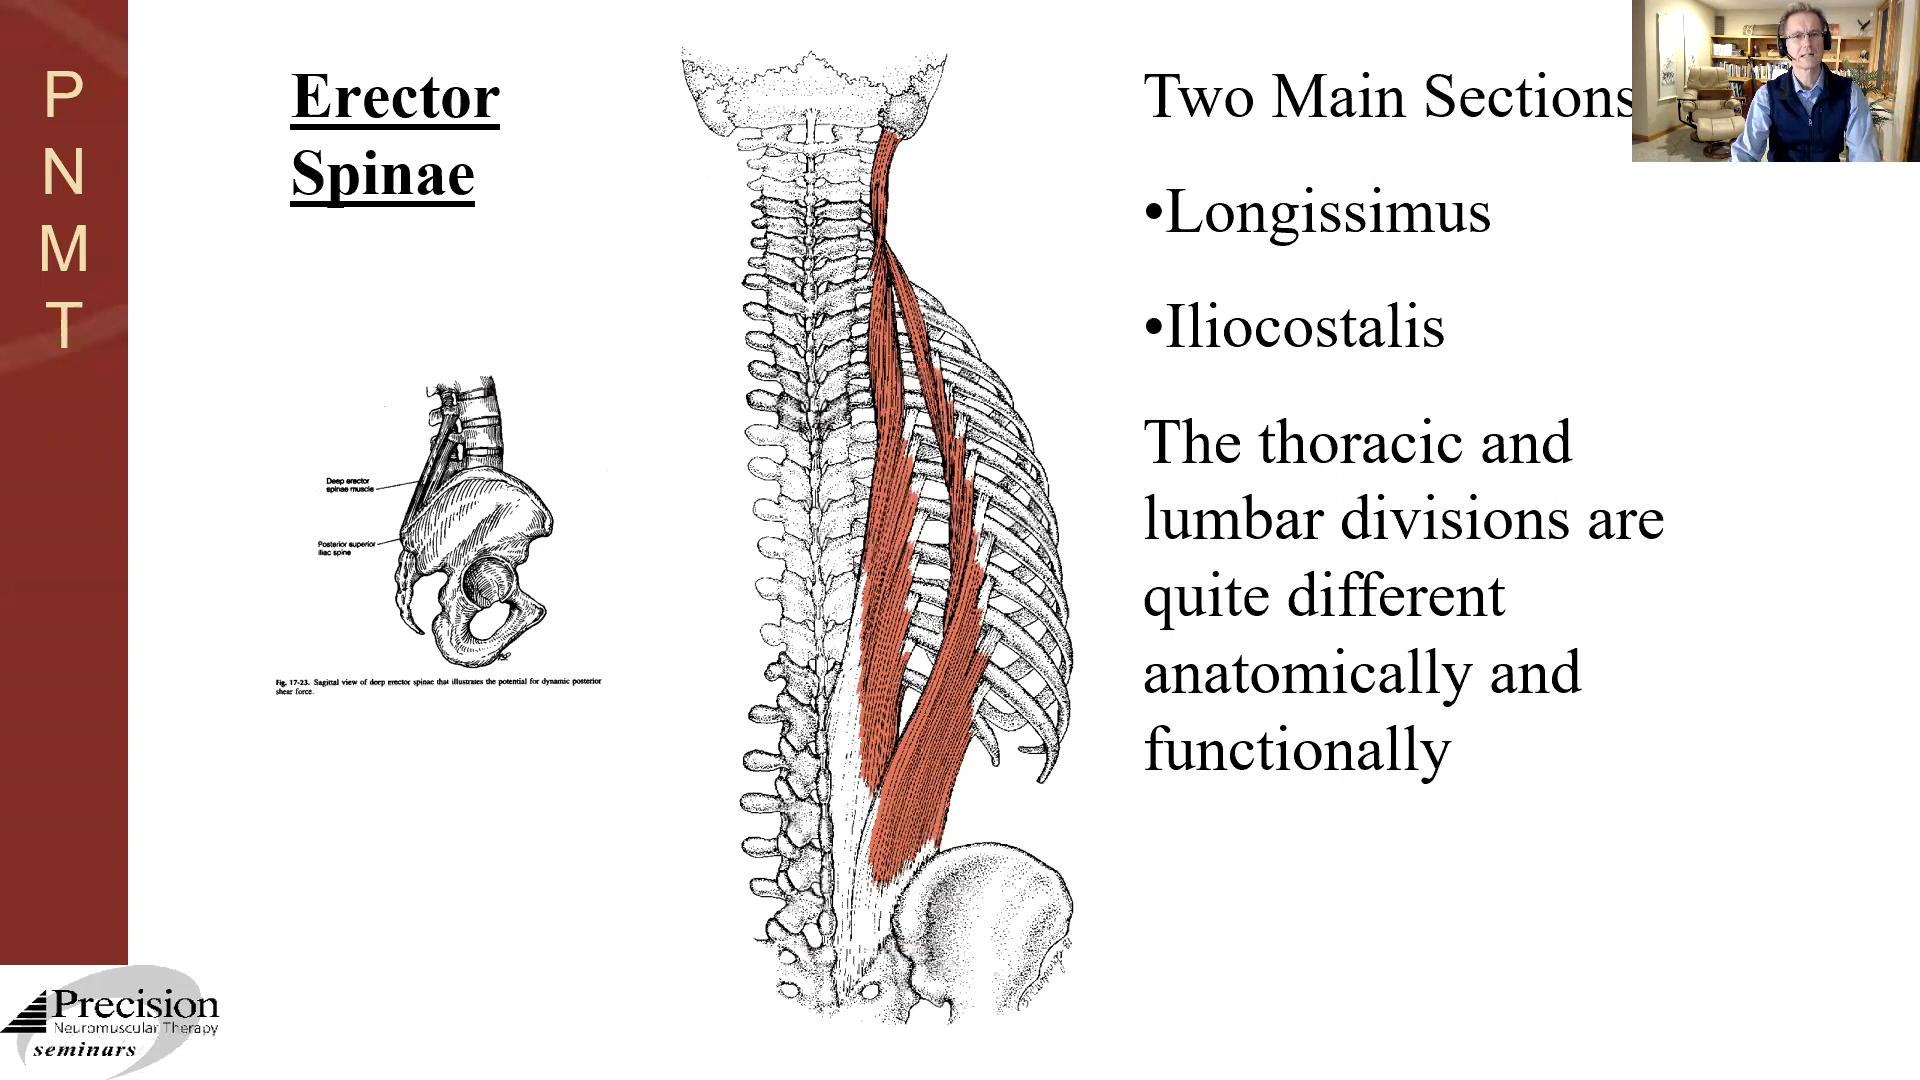 P
N
M
T
Erector
Spinae
Deep erector
spinae muscle
Posterior superior
iliac spine
Fig. 17-23. Sagittal view of deep erector spinae that illustrates the potential for dynamic posterior
shear force.
Two Main Sections
•Longissimus
•Iliocostalis
The thoracic and
lumbar divisions are
quite different
anatomically and
functionally
Precision
Neuromuscular Therapy
seminars